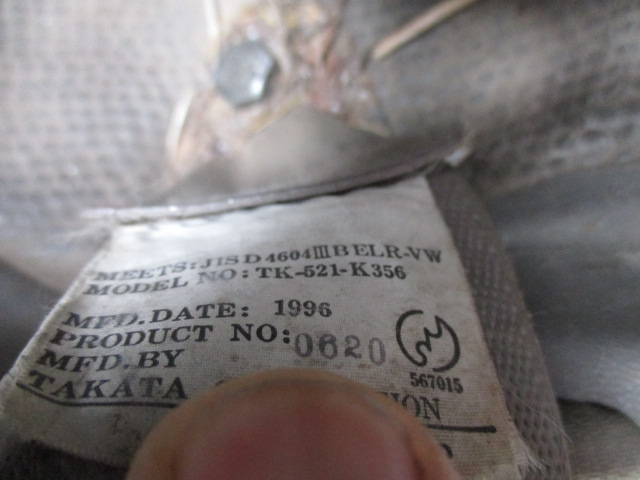 MEETS: JIS D 4604 III BELR-VW
MODEL NO: TK-521-K356
MFD. DATE: 1996
PRODUCT NO: 0620
MFD. BY
567015
TAKATA